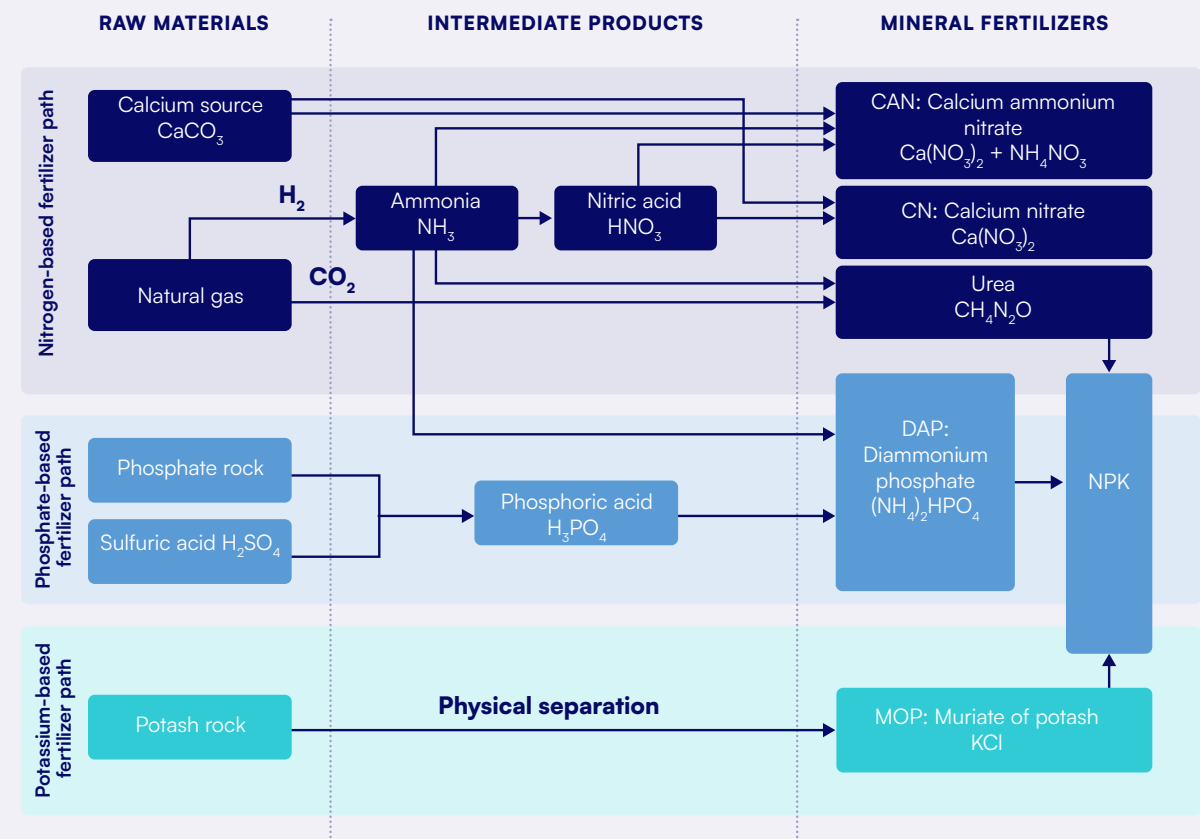 RAW MATERIALS
INTERMEDIATE PRODUCTS
MINERAL FERTILIZERS
Nitrogen-based fertilizer path
Calcium source
CaCO₃
CAN: Calcium ammonium
nitrate
Ca(NO₃)₂ + NH₄NO₃
H₂
Ammonia
NH₃
Nitric acid
HNO₃
CN: Calcium nitrate
Ca(NO₃)₂
Natural gas
CO₂
Urea
CH₄N₂O
Phosphate-based
fertilizer path
Phosphate rock
Sulfuric acid H₂SO₄
Phosphoric acid
H₃PO₄
DAP:
Diammonium
phosphate
(NH₄)₂HPO₄
NPK
Potassium-based
fertilizer path
Potash rock
Physical separation
MOP: Muriate of potash
KCl